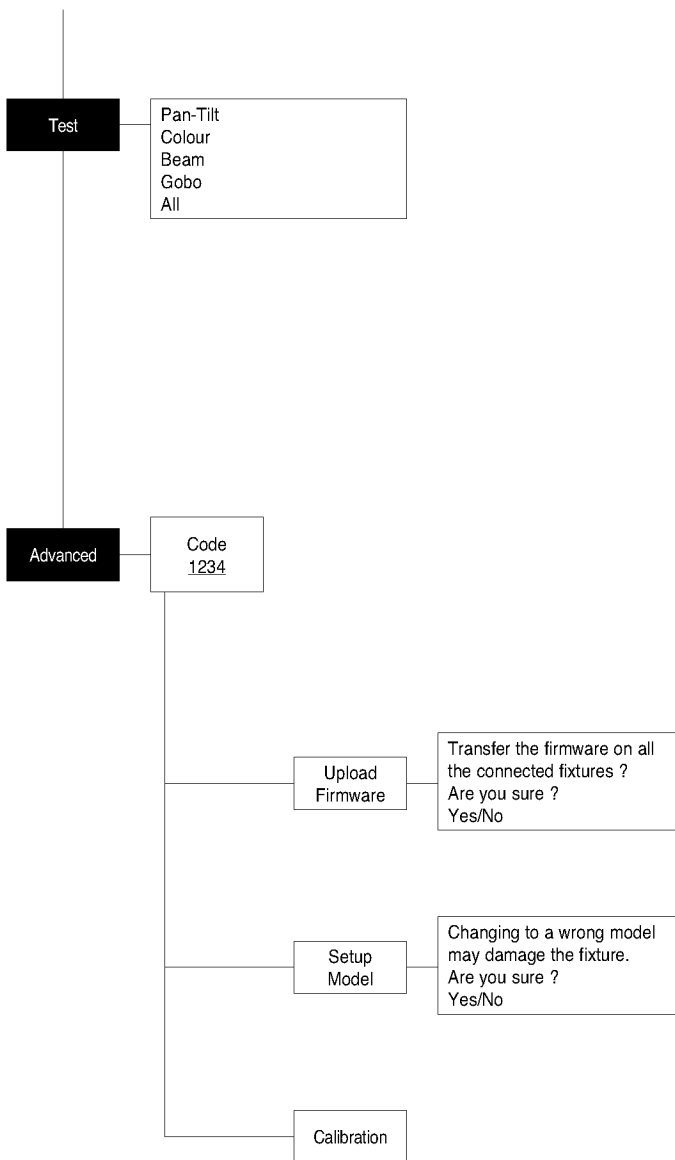 Test
Pan-Tilt
Colour
Beam
Gobo
All
Advanced
Code
1234
Upload
Firmware
Transfer the firmware on all
the connected fixtures ?
Are you sure ?
Yes/No
Setup
Model
Changing to a wrong model
may damage the fixture.
Are you sure ?
Yes/No
Calibration